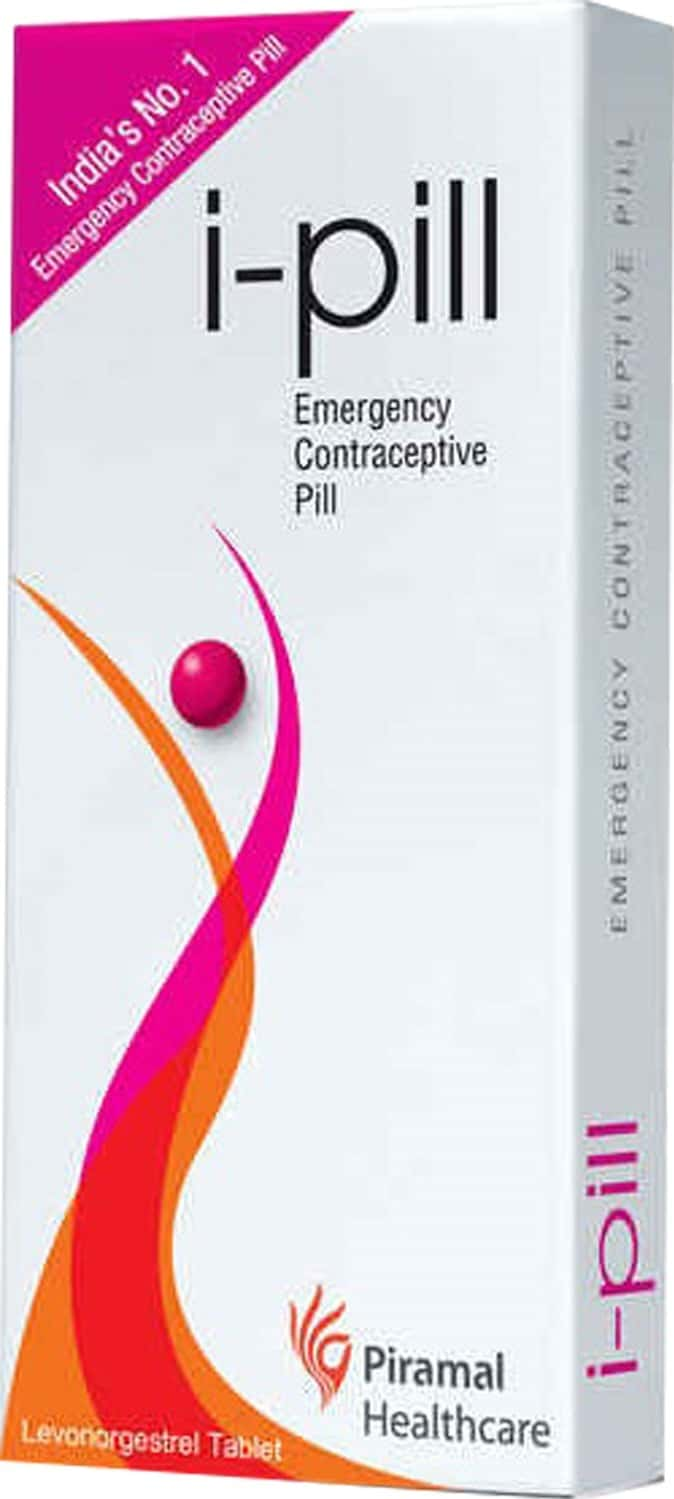 India's No. 1
Emergency Contraceptive Pill
i-pill
Emergency
Contraceptive
Pill
Piramal
Healthcare
Levonorgestrel Tablet
EMERGENCY CONTRACEPTIVE PILL
i-pill